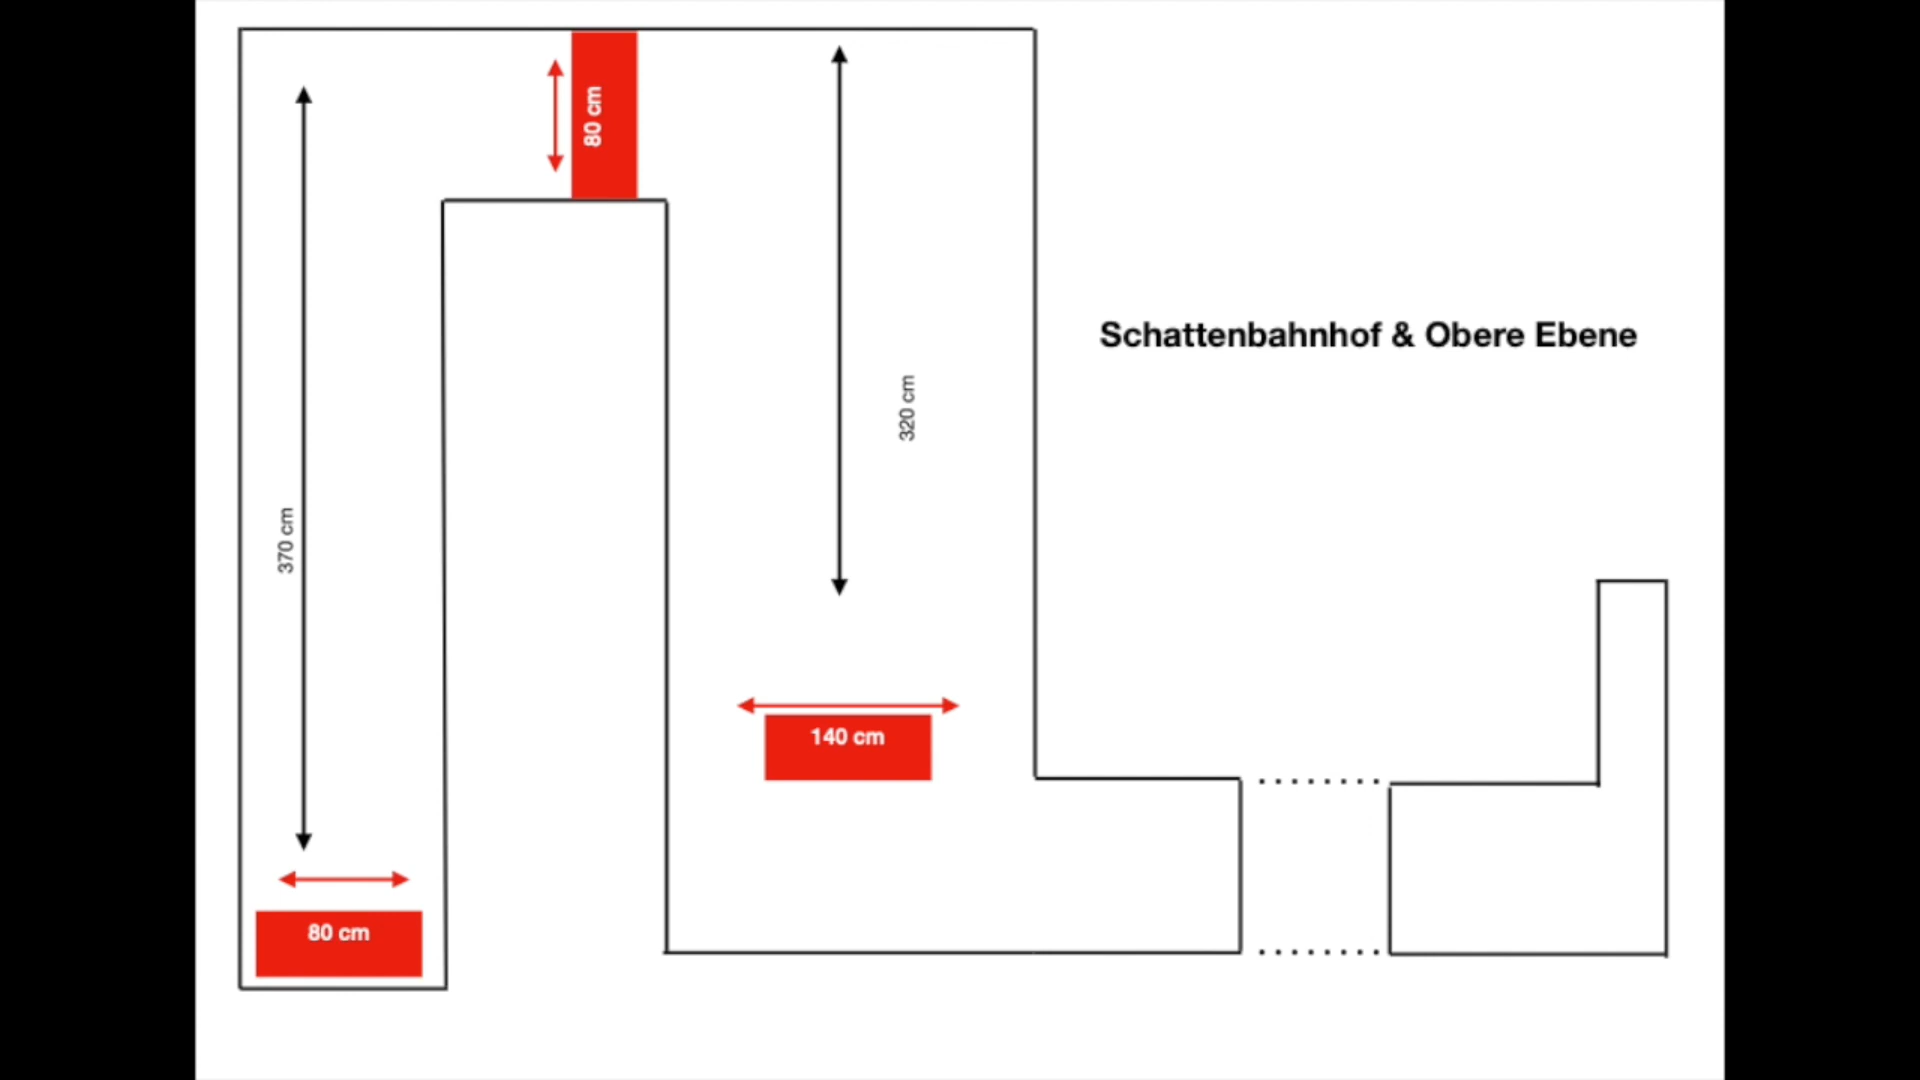 80 cm
Schattenbahnhof & Obere Ebene
320 cm
370 cm
140 cm
80 cm